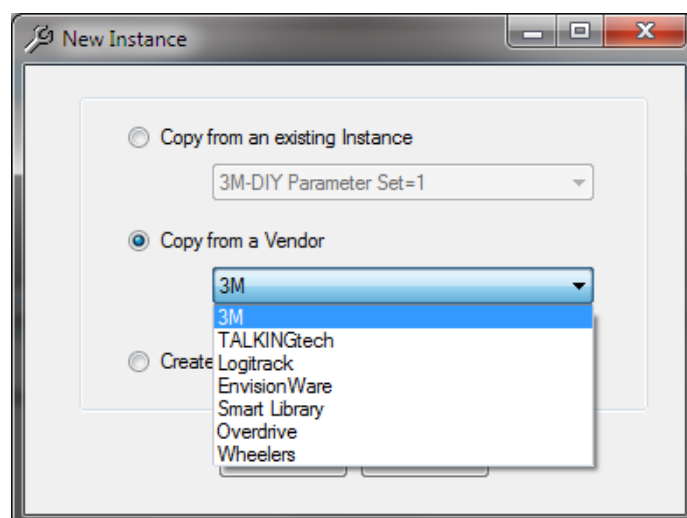 New Instance
Copy from an existing Instance
3M-DIY Parameter Set=1
Copy from a Vendor
3M
3M
TALKINGtech
Create
Logitrack
EnvisionWare
Smart Library
Overdrive
Wheelers